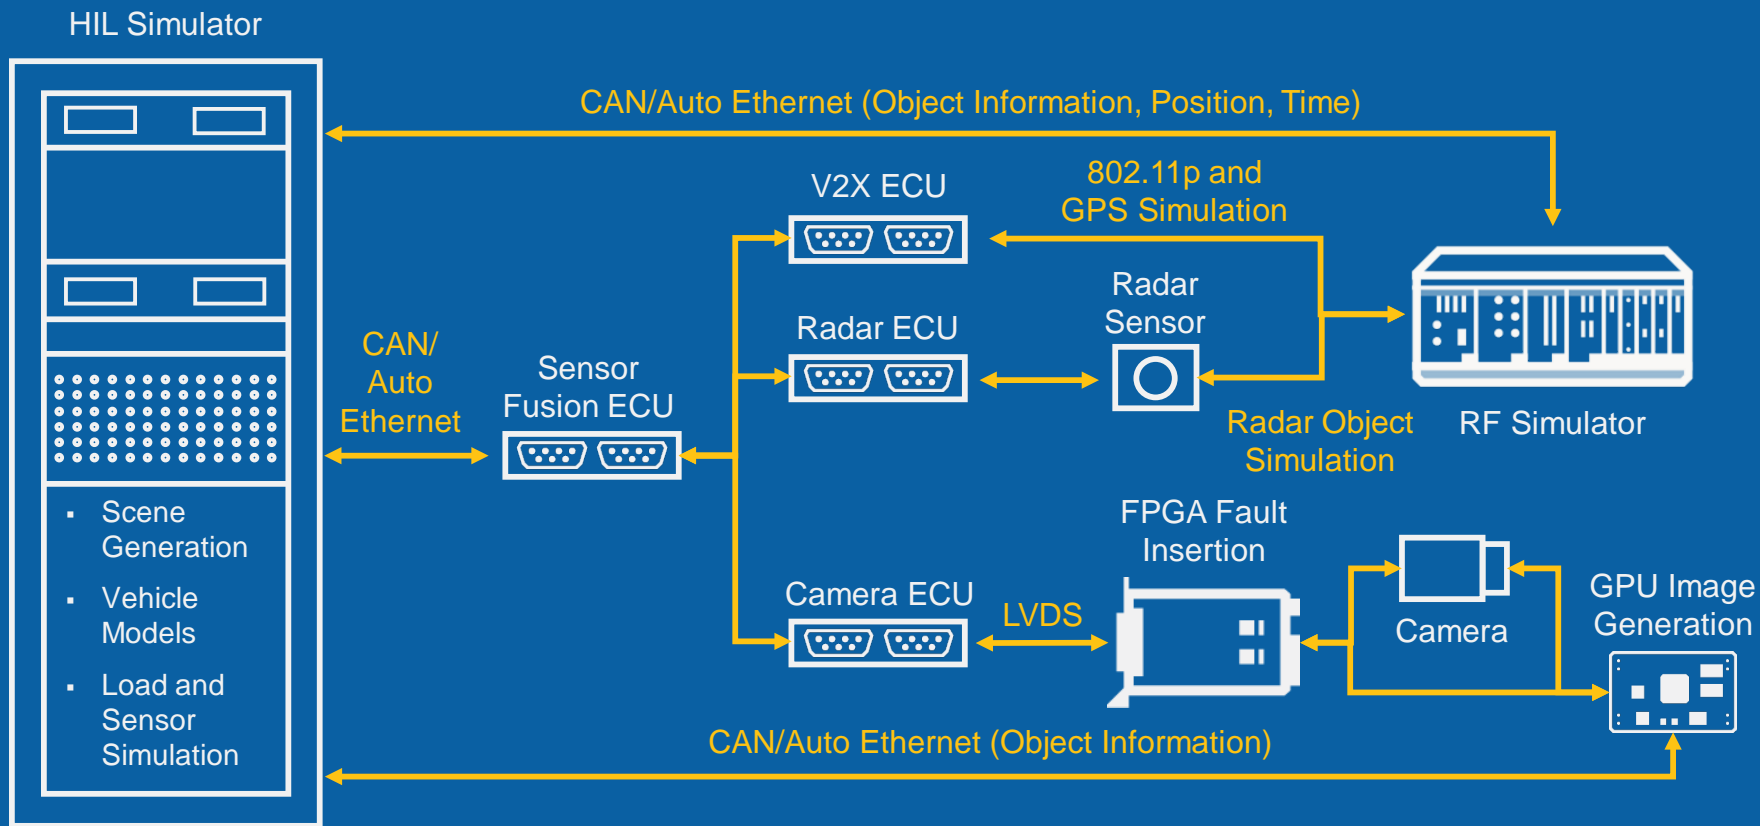 HIL Simulator
CAN/Auto Ethernet (Object Information, Position, Time)
V2X ECU
802.11p and
GPS Simulation
Radar
Sensor
Radar ECU
CAN/
Auto
Ethernet
Sensor
Fusion ECU
Radar Object
Simulation
RF Simulator
▪ Scene
Generation
▪ Vehicle
Models
▪ Load and
Sensor
Simulation
FPGA Fault
Insertion
Camera ECU
LVDS
Camera
GPU Image
Generation
CAN/Auto Ethernet (Object Information)